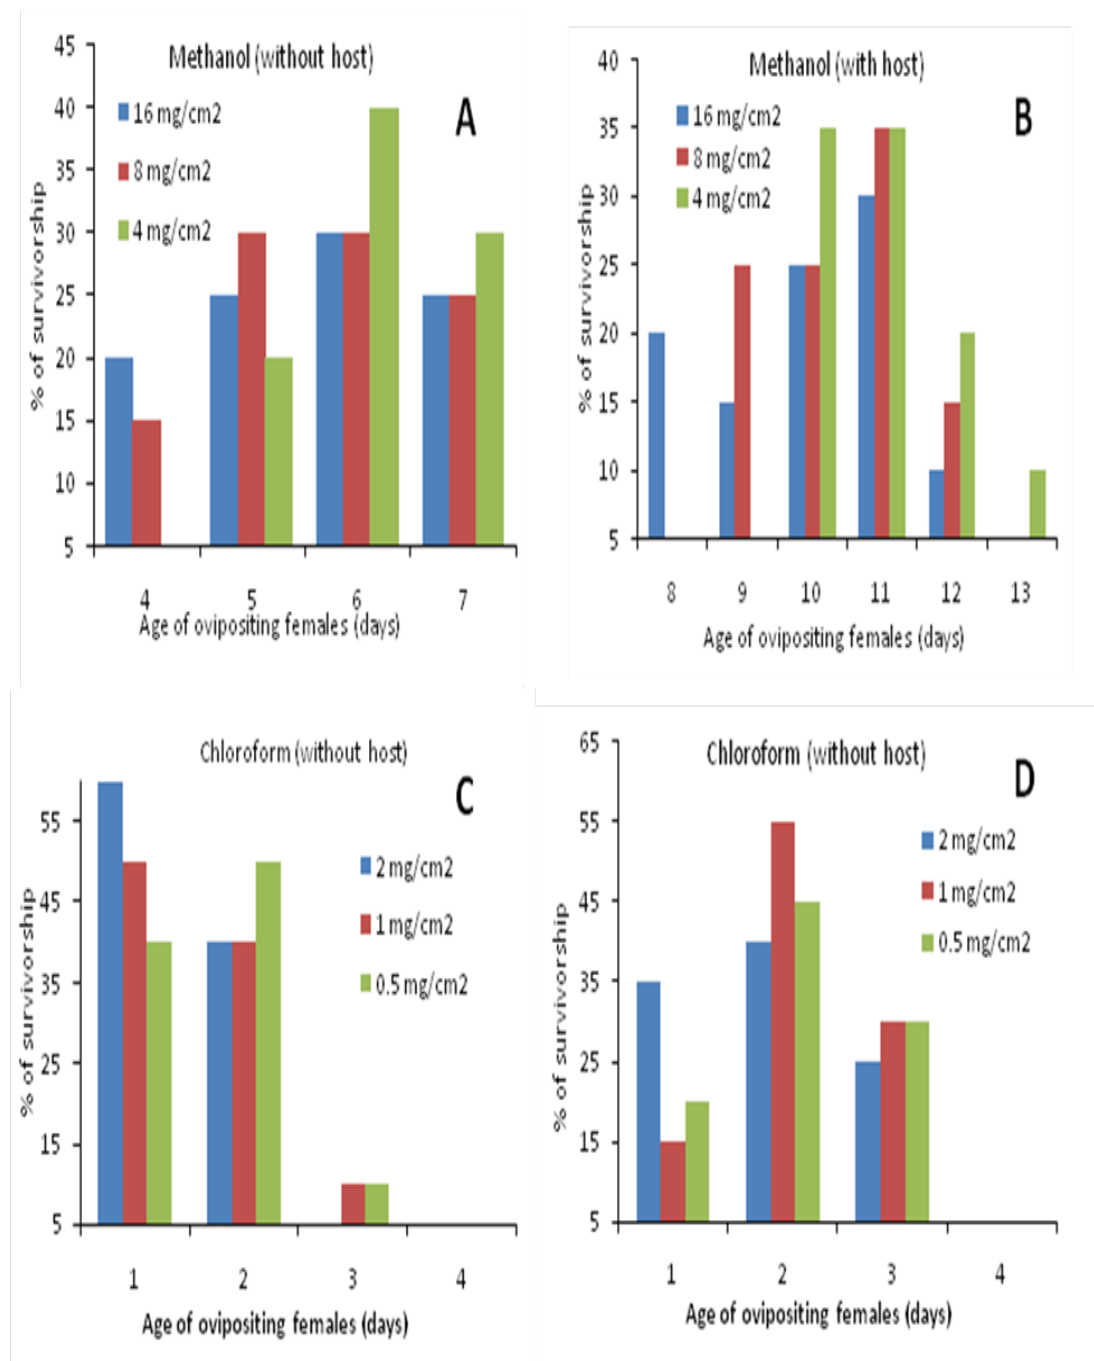 Methanol (without host)
A
16 mg/cm2
8 mg/cm2
4 mg/cm2
% of survivorship
45
40
35
30
25
20
15
10
5
4 5 6 7
Age of ovipositing females (days)
Methanol (with host)
B
16 mg/cm2
8 mg/cm2
4 mg/cm2
% of survivorship
40
35
30
25
20
15
10
5
8 9 10 11 12 13
Age of ovipositing females (days)
Chloroform (without host)
C
2 mg/cm2
1 mg/cm2
0.5 mg/cm2
% of survivorship
55
45
35
25
15
5
1 2 3 4
Age of ovipositing females (days)
Chloroform (without host)
D
2 mg/cm2
1 mg/cm2
0.5 mg/cm2
% of survivorship
65
55
45
35
25
15
5
1 2 3 4
Age of ovipositing females (days)